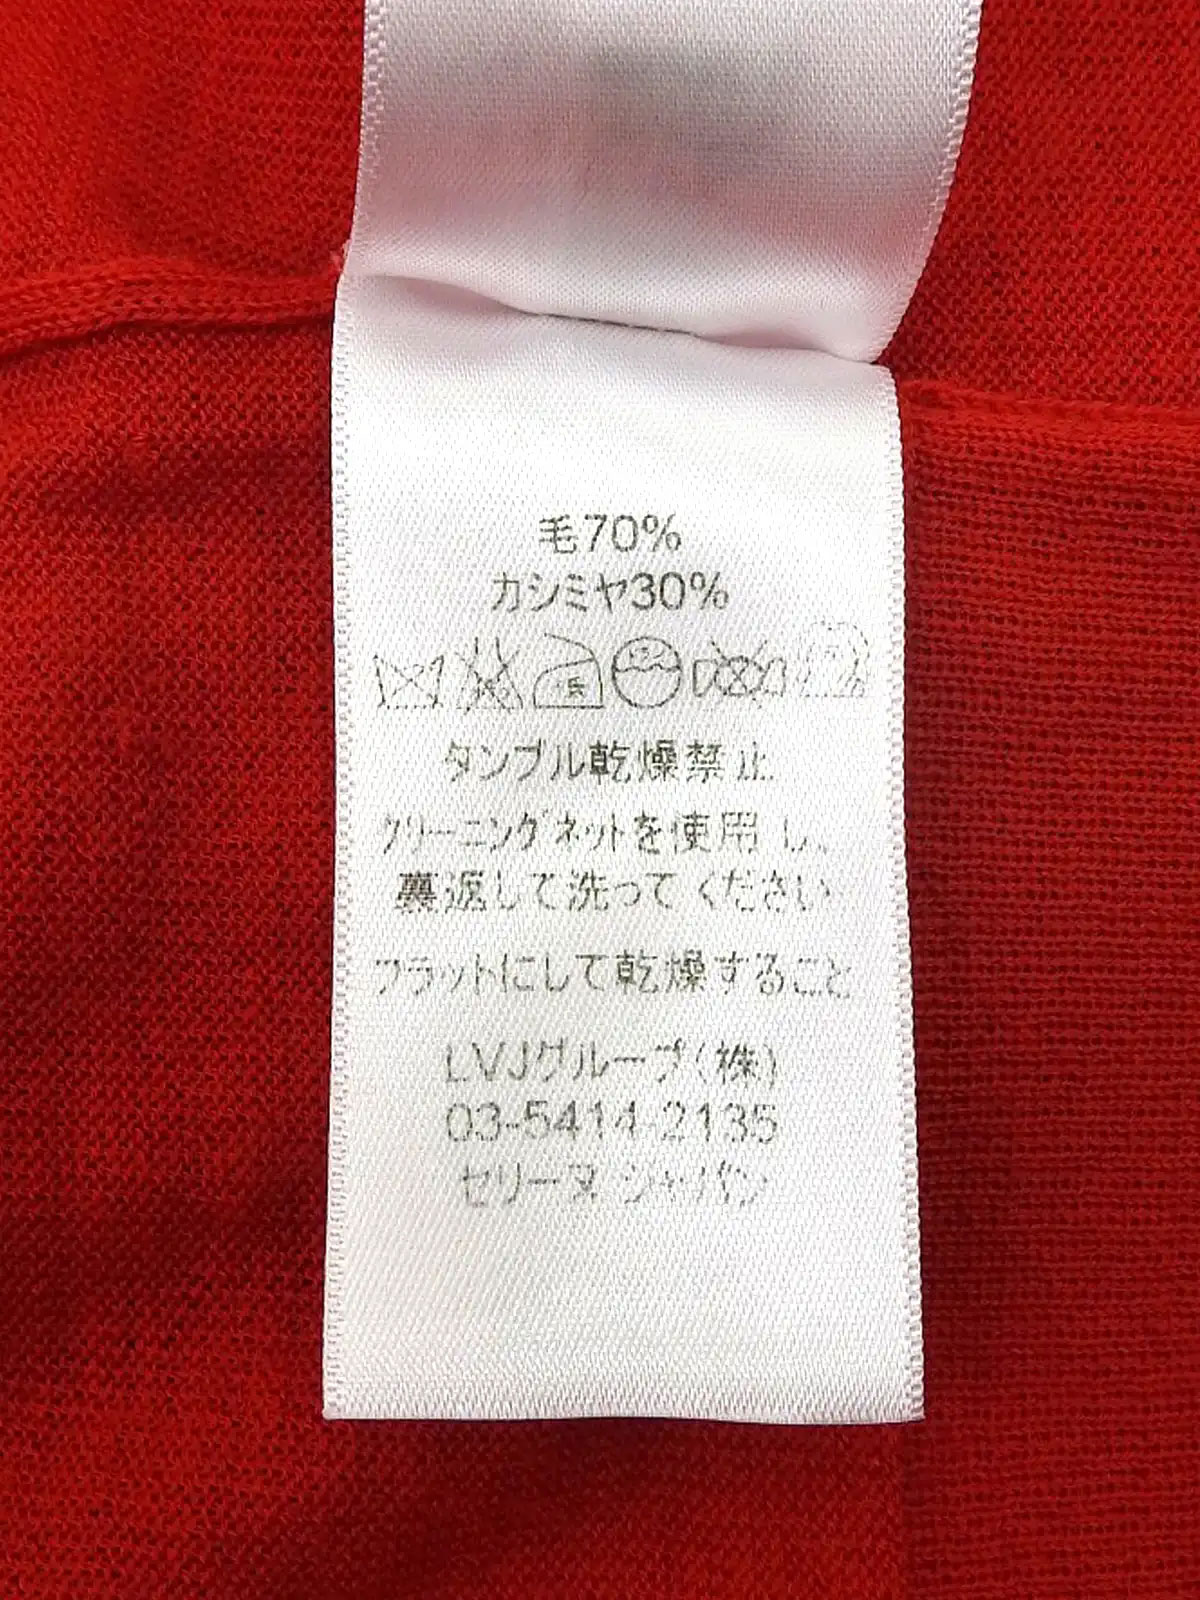 毛70%
カシミヤ30%
タンブル乾燥禁止
クリーニングネットを使用し、
裏返して洗ってください
フラットにして乾燥すること
LVJグループ(株)
03-5414-2135
セリーヌ ジャパン